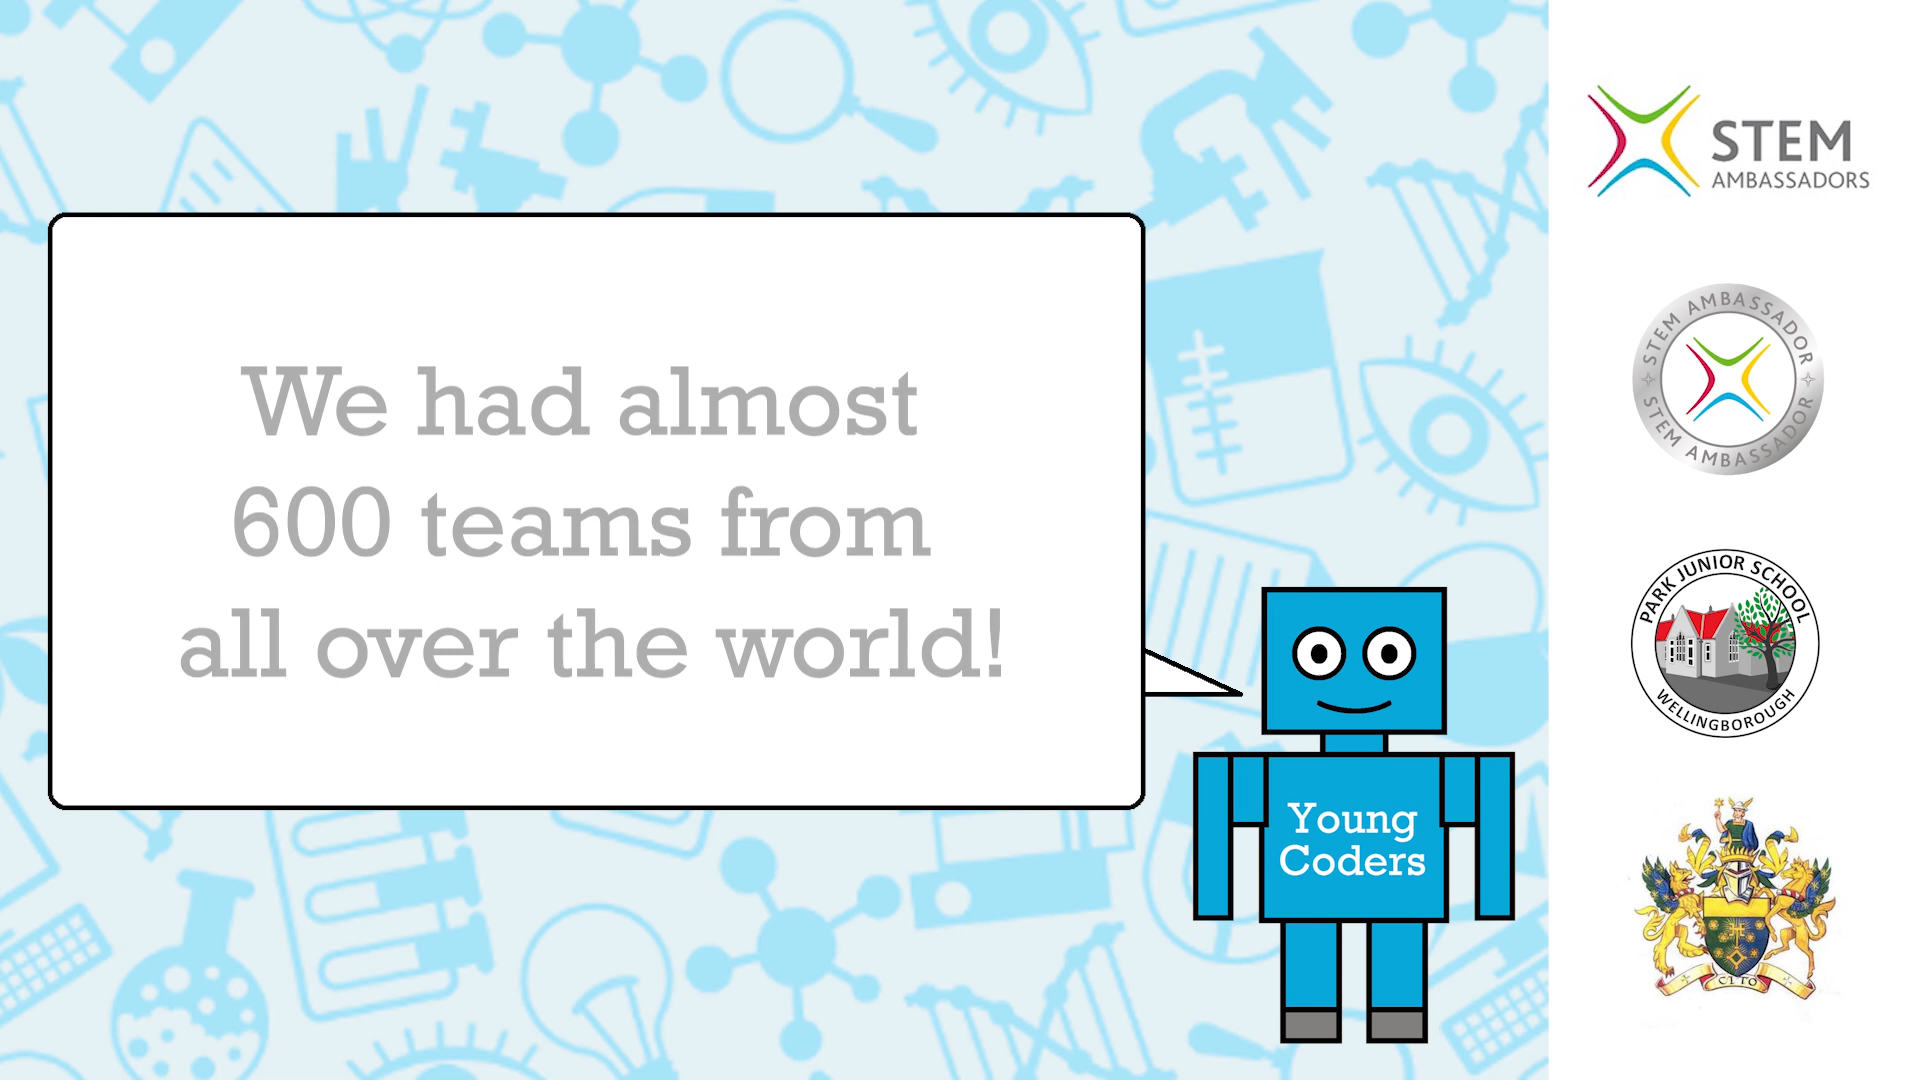 We had almost
600 teams from
all over the world!
Young
Coders
STEM
AMBASSADORS
STEM AMBASSADOR
STEM AMBASSADOR
PARK JUNIOR SCHOOL
WELLINGBOROUGH
CITO